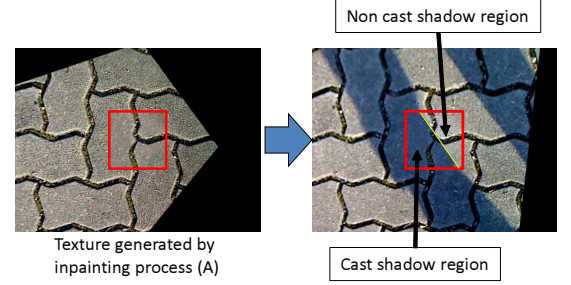 Non cast shadow region
Texture generated by
inpainting process (A)
Cast shadow region